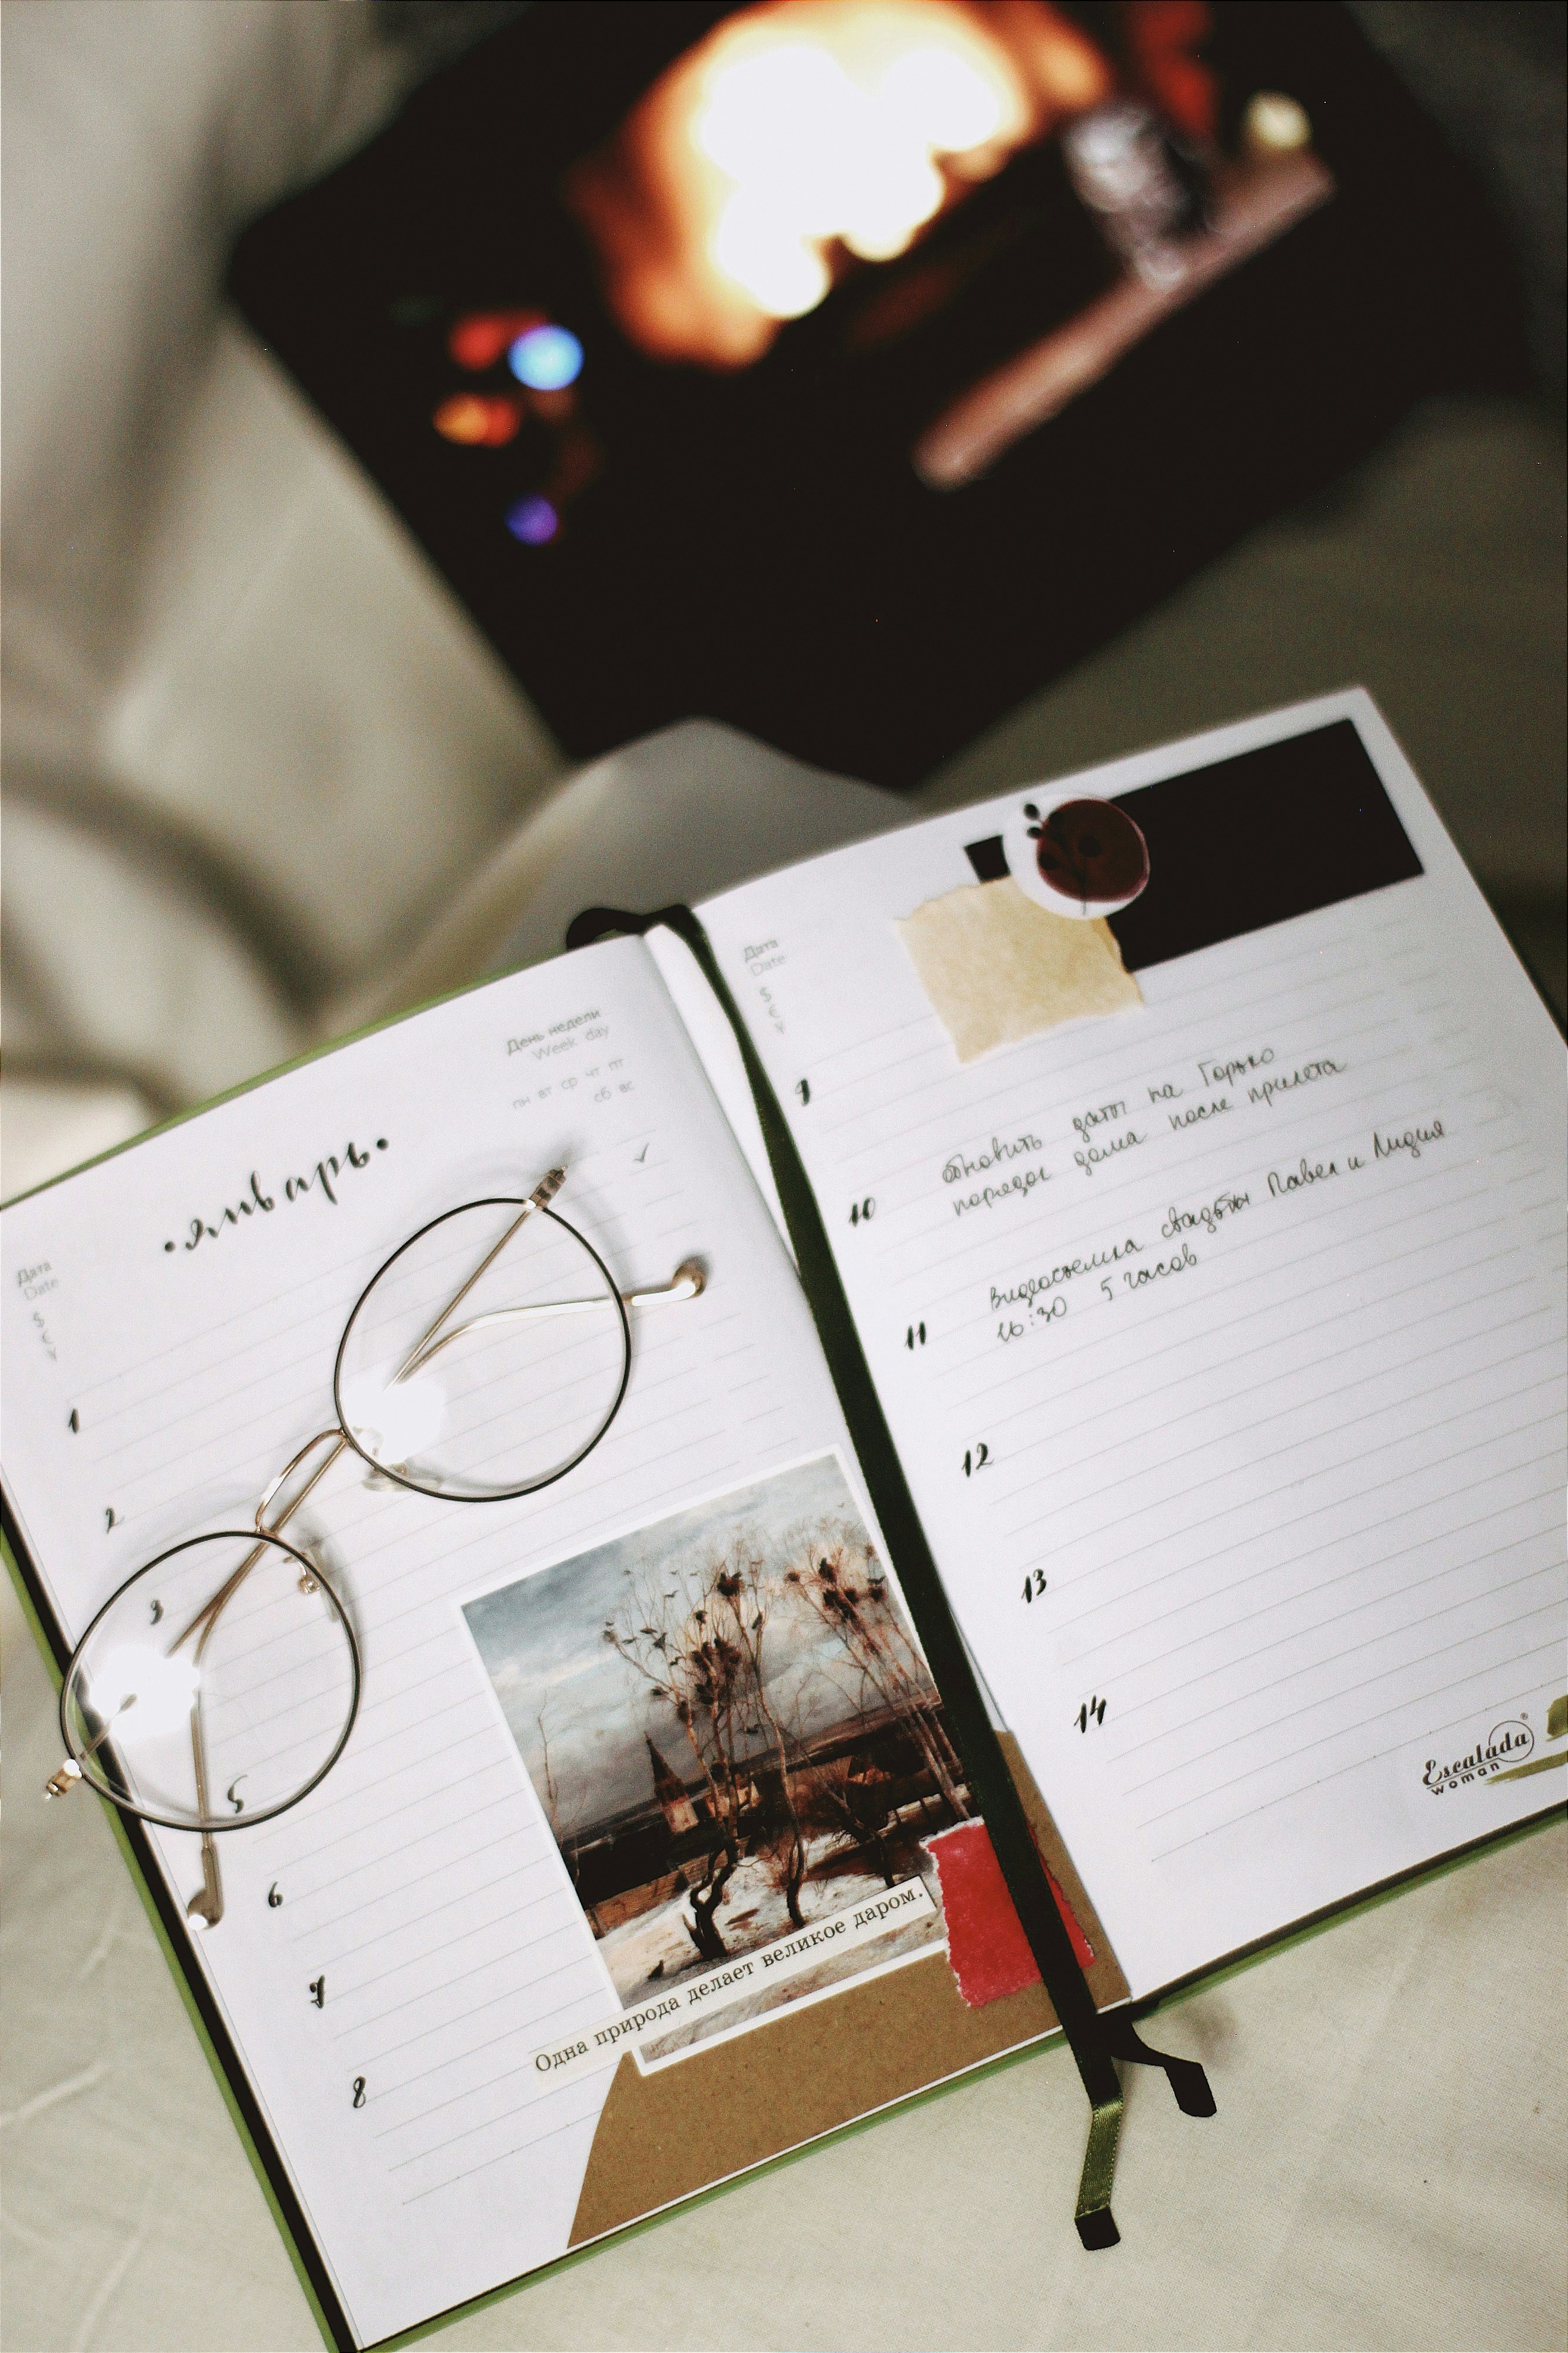 День недели
Week day
пн вт ср чт пт
сб вс
•январь•
Дата
Date
$
€
1
2
3
5
6
7
8
Одна природа делает великое даром.
Дата
Date
$
€
9
обновить даты на Горько
порядок дома после прилёта
10
Видеосъемка свадьбы Павел и Лидия
16:30 5 часов
11
12
13
14
Escalada®
woman